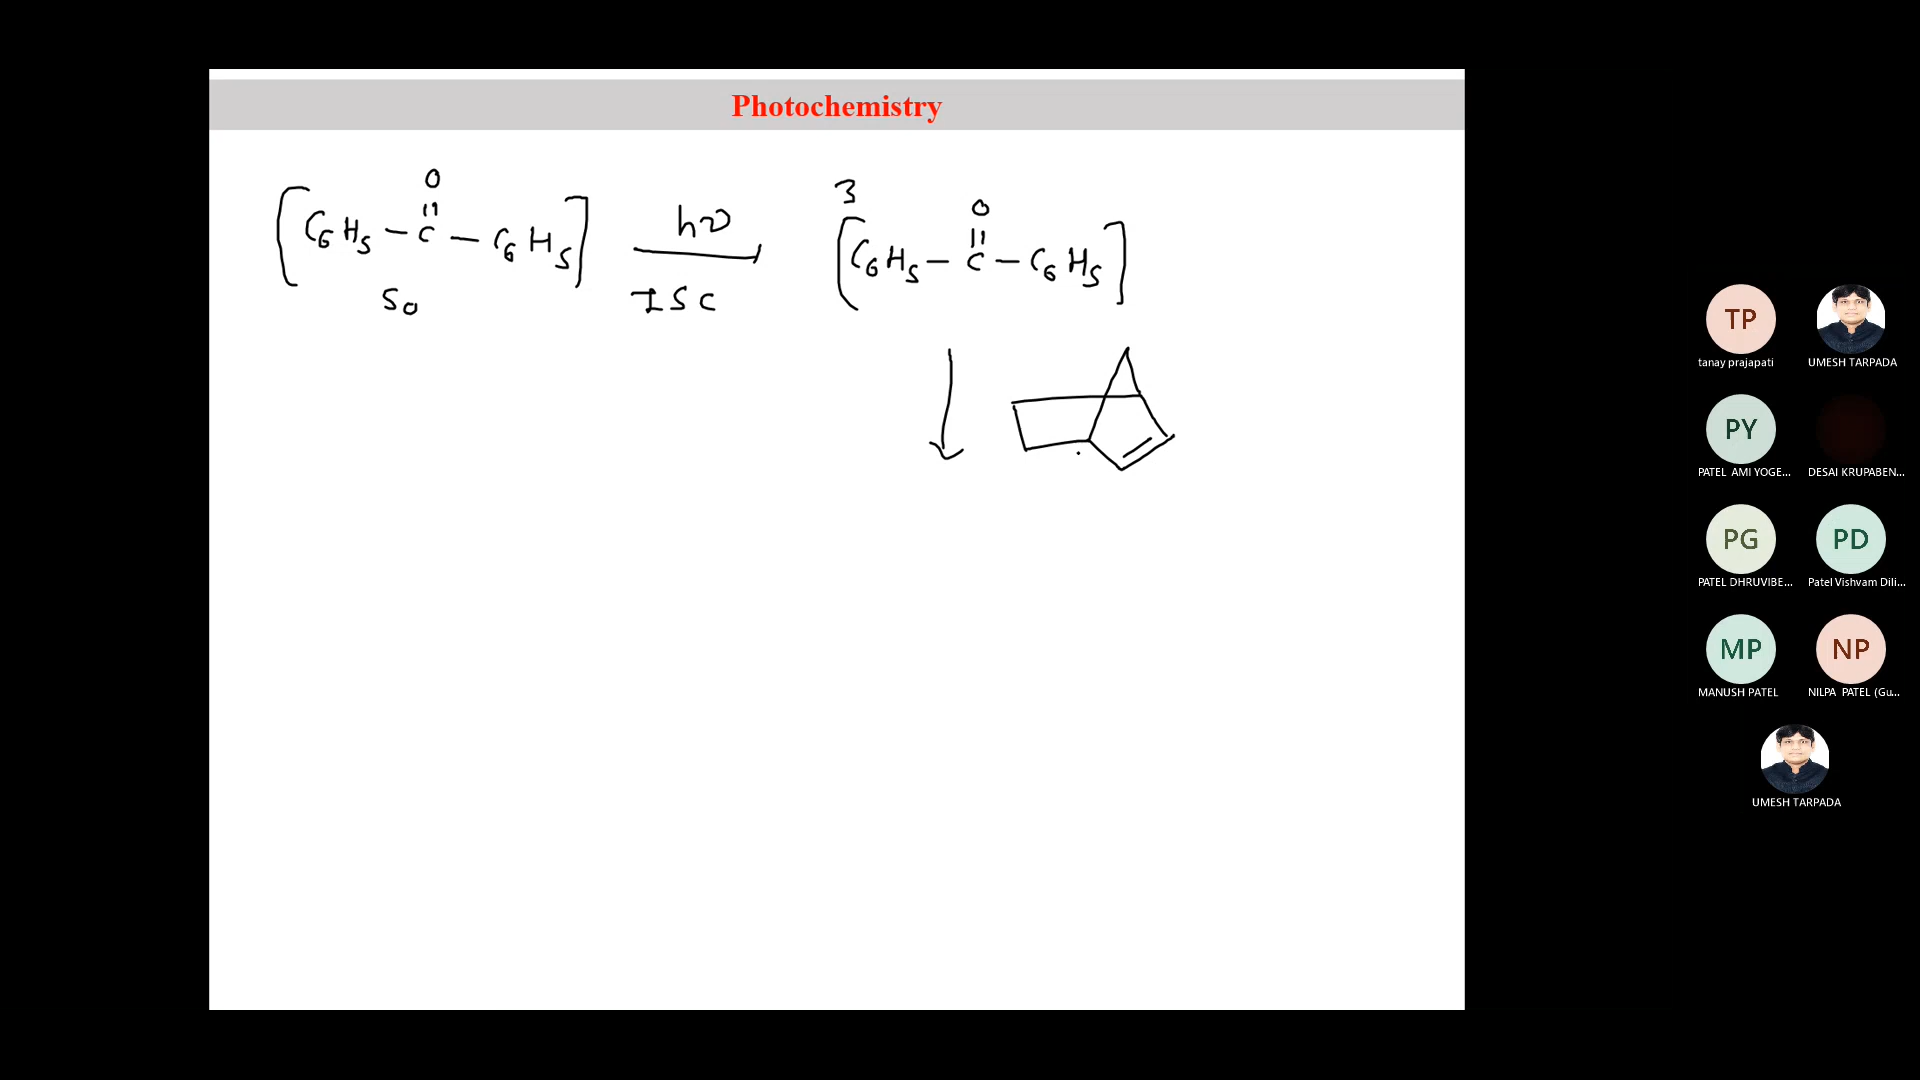 Photochemistry
O
[C6H5 – C – C6H5]
S0
hν
ISC
3
O
[C6H5 – C – C6H5]
TP
tanay prajapati
UMESH TARPADA
PY
PATEL AMI YOGE...
DESAI KRUPABEN...
PG
PATEL DHRUVIBE...
PD
Patel Vishvam Dili...
MP
MANUSH PATEL
NP
NILPA PATEL (Gu...
UMESH TARPADA